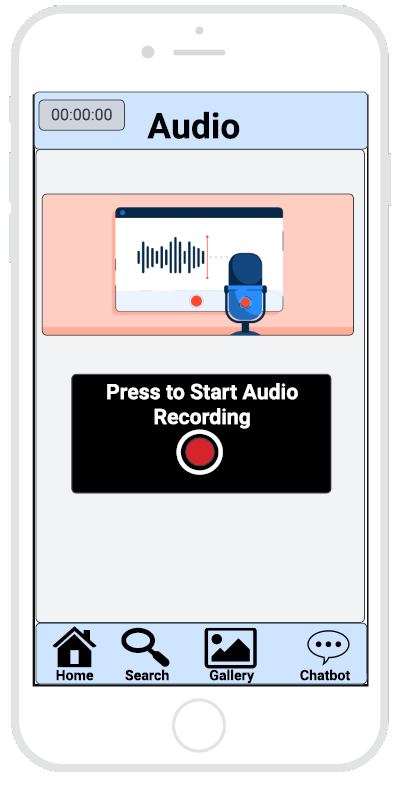 00:00:00
Audio
Press to Start Audio
Recording
Home
Search
Gallery
Chatbot